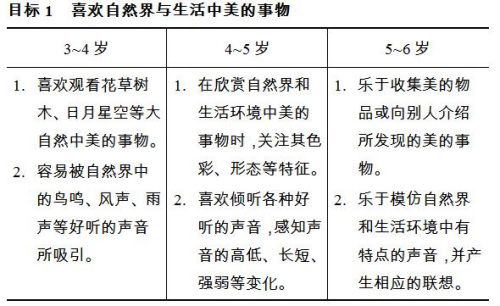 目标1 喜欢自然界与生活中美的事物
3~4岁
4~5岁
5~6岁
1. 喜欢观看花草树
木、日月星空等大
自然中美的事物。
2. 容易被自然界中
的鸟鸣、风声、雨
声等好听的声音
所吸引。
1. 在欣赏自然界和
生活环境中美的
事物时,关注其色
彩、形态等特征。
2. 喜欢倾听各种好
听的声音,感知声
音的高低、长短、
强弱等变化。
1. 乐于收集美的物
品或向别人介绍
所发现的美的事
物。
2. 乐于模仿自然界
和生活环境中有
特点的声音,并产
生相应的联想。